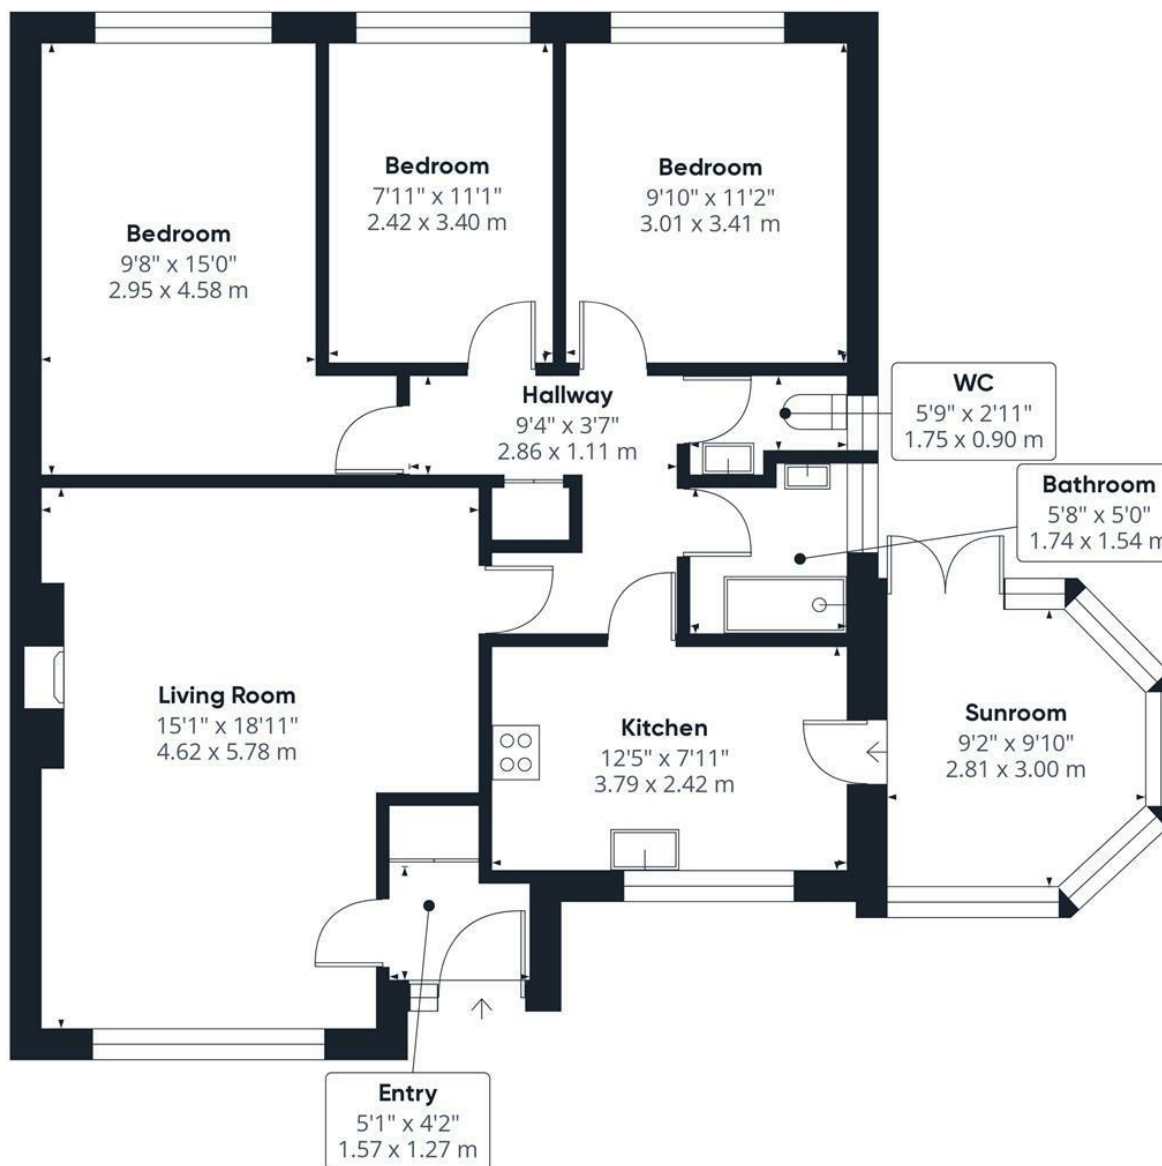 Bedroom
7'11" x 11'1"
2.42 x 3.40 m
Bedroom
9'10" x 11'2"
3.01 x 3.41 m
Bedroom
9'8" x 15'0"
2.95 x 4.58 m
Hallway
9'4" x 3'7"
2.86 x 1.11 m
WC
5'9" x 2'11"
1.75 x 0.90 m
Bathroom
5'8" x 5'0"
1.74 x 1.54 m
Living Room
15'1" x 18'11"
4.62 x 5.78 m
Kitchen
12'5" x 7'11"
3.79 x 2.42 m
Sunroom
9'2" x 9'10"
2.81 x 3.00 m
Entry
5'1" x 4'2"
1.57 x 1.27 m